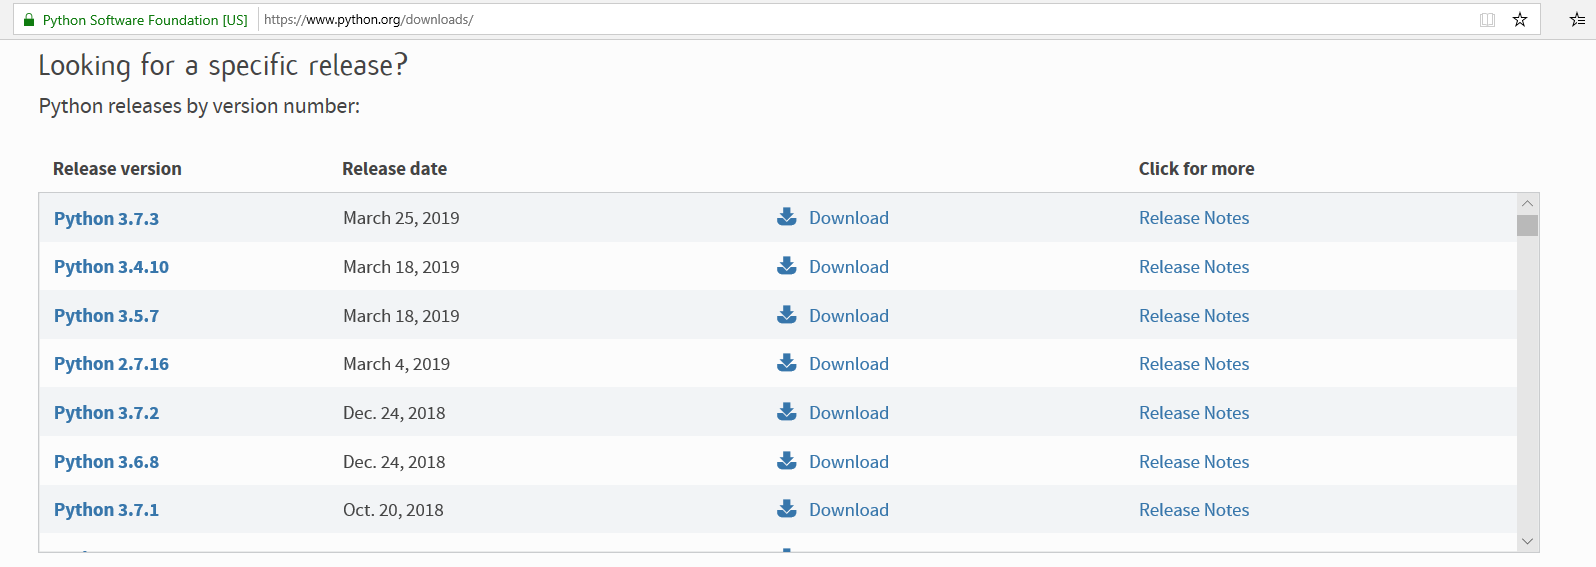 Python Software Foundation [US] https://www.python.org/downloads/
Looking for a specific release?
Python releases by version number:
Release version Release date Click for more
Python 3.7.3 March 25, 2019 Download Release Notes
Python 3.4.10 March 18, 2019 Download Release Notes
Python 3.5.7 March 18, 2019 Download Release Notes
Python 2.7.16 March 4, 2019 Download Release Notes
Python 3.7.2 Dec. 24, 2018 Download Release Notes
Python 3.6.8 Dec. 24, 2018 Download Release Notes
Python 3.7.1 Oct. 20, 2018 Download Release Notes